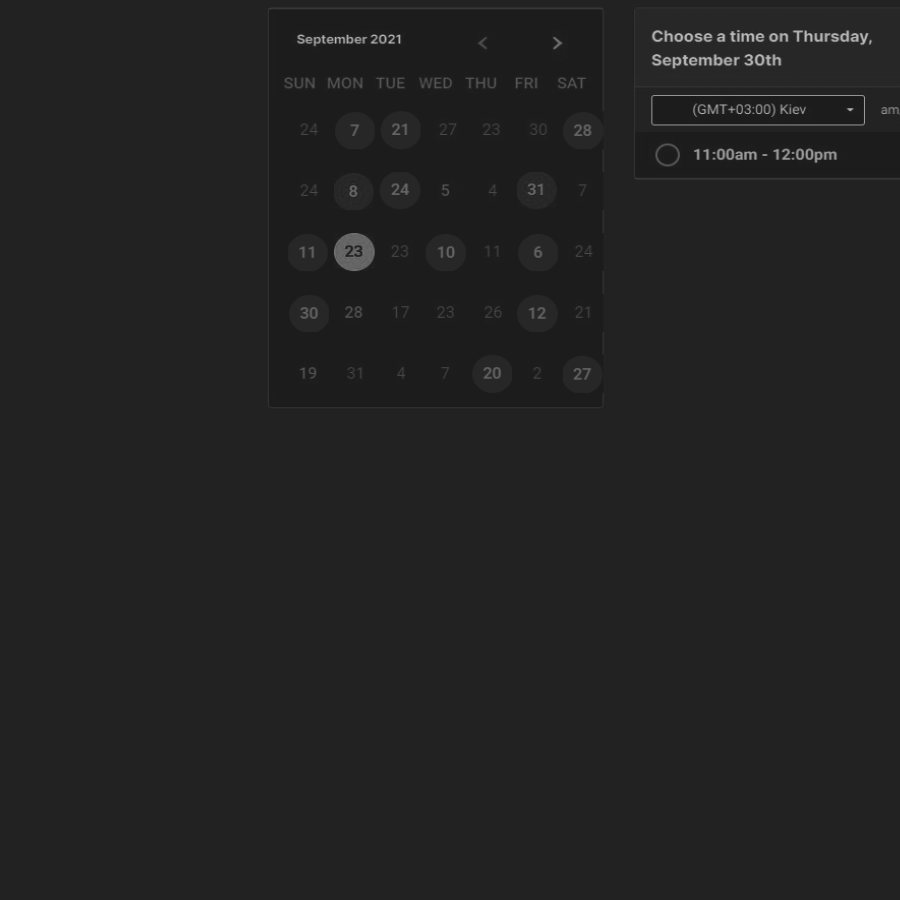 September 2021
SUN MON TUE WED THU FRI SAT
24 7 21 27 23 30 28
24 8 24 5 4 31 7
11 23 23 10 11 6 24
30 28 17 23 26 12 21
19 31 4 7 20 2 27
Choose a time on Thursday,
September 30th
(GMT+03:00) Kiev am
11:00am - 12:00pm